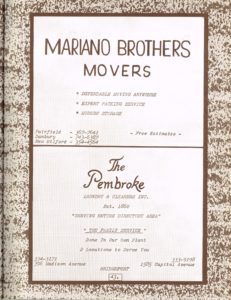 MARIANO BROTHERS
MOVERS
* DEPENDABLE MOVING ANYWHERE
* EXPERT PACKING SERVICE
* MODERN STORAGE
Fairfield -
Danbury -
New Milford -
- Free Estimates -
The
Pembroke
LAUNDRY & CLEANERS INC.
Est. 1860
"SERVING ENTIRE DIRECTORY AREA"
"THE FAMILY SERVICE"
Done In Our Own Plant
2 Locations to Serve You
Madison Avenue
Capitol Avenue
BRIDGEPORT